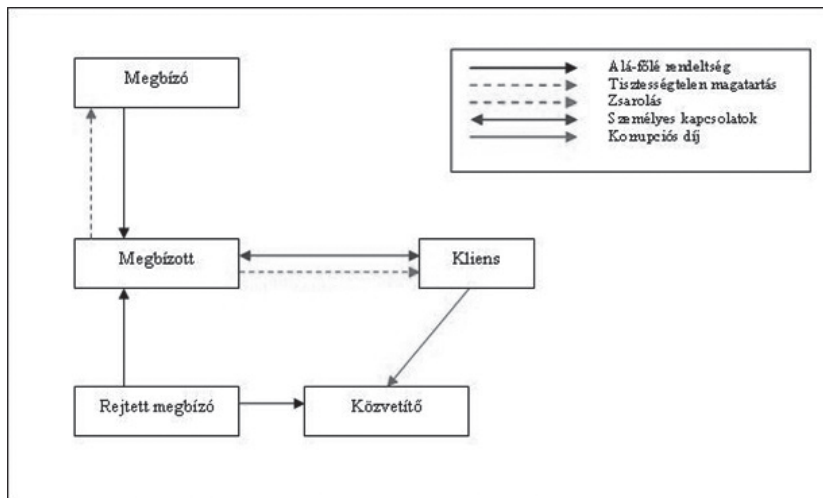 Megbízó
Alá-fölé rendeltség
Tisztességtelen magatartás
Zsarolás
Személyes kapcsolatok
Korrupciós díj
Megbízott
Kliens
Rejtett megbízó
Közvetítő